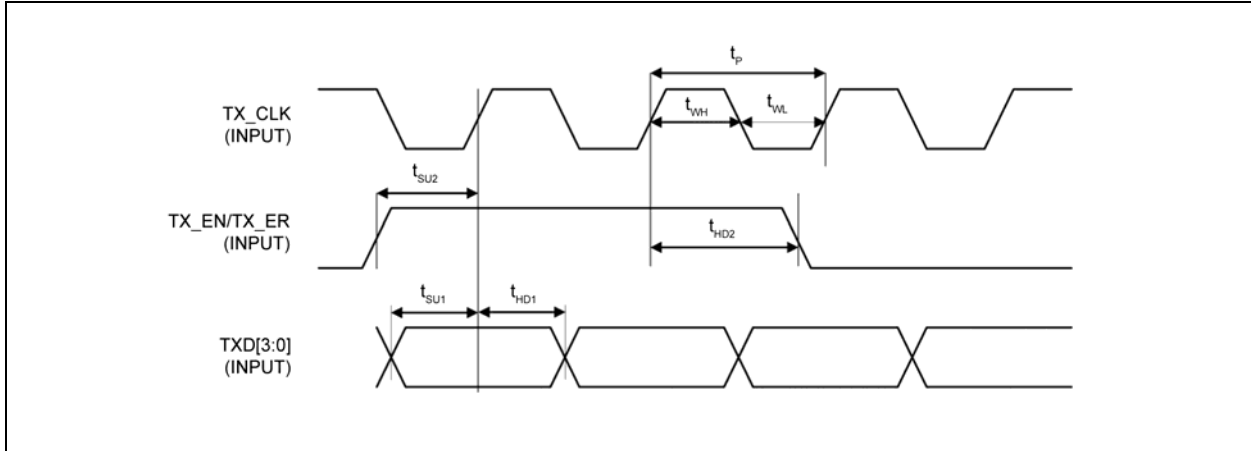 t_P
TX_CLK
(INPUT)
t_WH
t_WL
t_SU2
TX_EN/TX_ER
(INPUT)
t_HD2
t_SU1
t_HD1
TXD[3:0]
(INPUT)